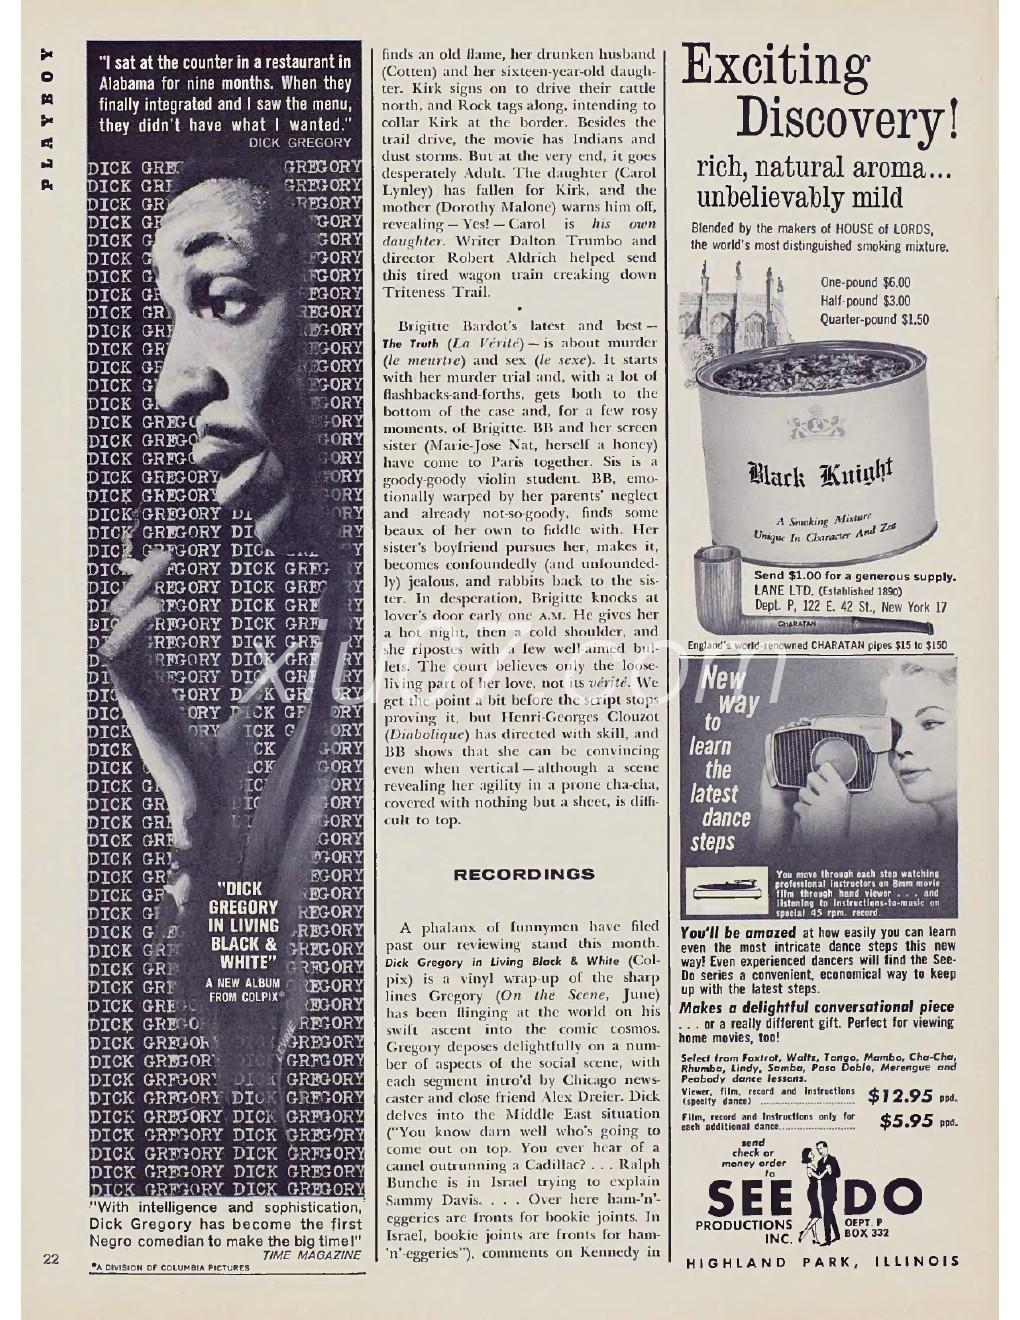 PLAYBOY
"I sat at the counter in a restaurant in
Alabama for nine months. When they
finally integrated and I saw the menu,
they didn't have what I wanted."
DICK GREGORY
"DICK
GREGORY
IN LIVING
BLACK &
WHITE"
A NEW ALBUM
FROM COLPIX*
"With intelligence and sophistication,
Dick Gregory has become the first
Negro comedian to make the big time!"
TIME MAGAZINE
*A DIVISION OF COLUMBIA PICTURES
22
finds an old flame, her drunken husband
(Cotten) and her sixteen-year-old daugh-
ter. Kirk signs on to drive their cattle
north, and Rock tags along, intending to
collar Kirk at the border. Besides the
trail drive, the movie has Indians and
dust storms. But at the very end, it goes
desperately Adult. The daughter (Carol
Lynley) has fallen for Kirk, and the
mother (Dorothy Malone) warns him off,
revealing — Yes! — Carol is his own
daughter. Writer Dalton Trumbo and
director Robert Aldrich helped send
this tired wagon train creaking down
Triteness Trail.
•
Brigitte Bardot's latest and best —
The Truth (La Vérité) — is about murder
(le meurtre) and sex (le sexe). It starts
with her murder trial and, with a lot of
flashbacks-and-forths, gets both to the
bottom of the case and, for a few rosy
moments, of Brigitte. BB and her screen
sister (Marie-Jose Nat, herself a honey)
have come to Paris together. Sis is a
goody-goody violin student. BB, emo-
tionally warped by her parents' neglect
and already not-so-goody, finds some
beaux of her own to fiddle with. Her
sister's boyfriend pursues her, makes it,
becomes confoundedly (and unfounded-
ly) jealous, and rabbits back to the sis-
ter. In desperation, Brigitte knocks at
lover's door early one A.M. He gives her
a hot night, then a cold shoulder, and
she ripostes with a few well-aimed bul-
lets. The court believes only the loose-
living part of her love, not its vérité. We
get the point a bit before the script stops
proving it, but Henri-Georges Clouzot
(Diabolique) has directed with skill, and
BB shows that she can be convincing
even when vertical — although a scene
revealing her agility in a prone cha-cha,
covered with nothing but a sheet, is diffi-
cult to top.
RECORDINGS
A phalanx of funnymen have filed
past our reviewing stand this month.
Dick Gregory in Living Black & White (Col-
pix) is a vinyl wrap-up of the sharp
lines Gregory (On the Scene, June)
has been flinging at the world on his
swift ascent into the comic cosmos.
Gregory deposes delightfully on a num-
ber of aspects of the social scene, with
each segment intro'd by Chicago news-
caster and close friend Alex Dreier. Dick
delves into the Middle East situation
("You know darn well who's going to
come out on top. You ever hear of a
camel outrunning a Cadillac? . . . Ralph
Bunche is in Israel trying to explain
Sammy Davis. . . . Over here ham-'n'-
eggeries are fronts for bookie joints. In
Israel, bookie joints are fronts for ham-
'n'-eggeries"), comments on Kennedy in
Exciting
Discovery!
rich, natural aroma...
unbelievably mild
Blended by the makers of HOUSE of LORDS,
the world's most distinguished smoking mixture.
One-pound $6.00
Half-pound $3.00
Quarter-pound $1.50
Black Knight
A Smoking Mixture
Unique In Character And Zest
Send $1.00 for a generous supply.
LANE LTD. (Established 1890)
Dept. P, 122 E. 42 St., New York 17
CHARATAN
England's world-renowned CHARATAN pipes $15 to $150
New
way
to
learn
the
latest
dance
steps
You move through each step watching
professional instructors on 8mm movie
film through hand viewer . . . and
listening to instructions-to-music on
special 45 rpm. record.
You'll be amazed at how easily you can learn
even the most intricate dance steps this new
way! Even experienced dancers will find the See-
Do series a convenient, economical way to keep
up with the latest steps.
Makes a delightful conversational piece
. . . or a really different gift. Perfect for viewing
home movies, too!
Select from Foxtrot, Waltz, Tango, Mambo, Cha-Cha,
Rhumba, Lindy, Samba, Paso Doble, Merengue and
Peabody dance lessons.
Viewer, film, record and instructions
(specify dance) ........................ $12.95 ppd.
Film, record and instructions only for
each additional dance........................ $5.95 ppd.
send
check or
money order
to
SEE DO
PRODUCTIONS
INC.
DEPT. P
BOX 332
HIGHLAND PARK, ILLINOIS